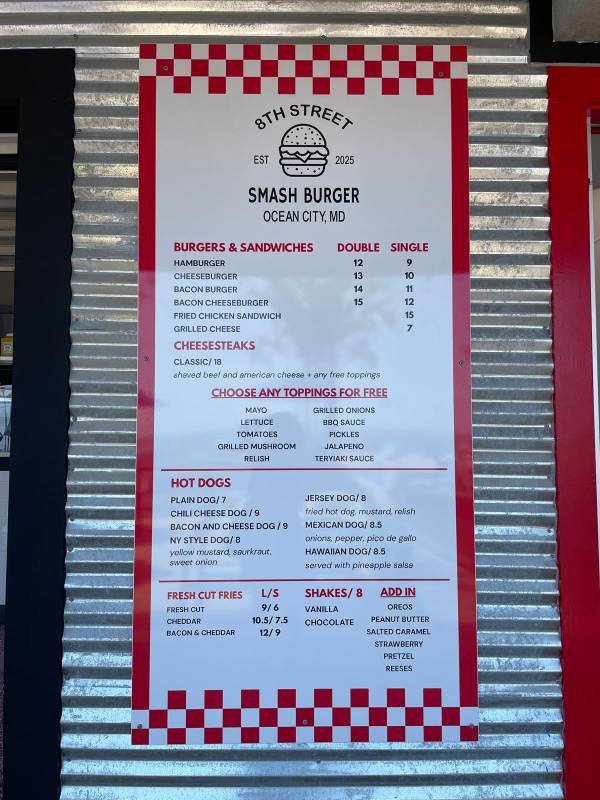 8TH STREET
EST 2025
SMASH BURGER
OCEAN CITY, MD
BURGERS & SANDWICHES DOUBLE SINGLE
HAMBURGER 12 9
CHEESEBURGER 13 10
BACON BURGER 14 11
BACON CHEESEBURGER 15 12
FRIED CHICKEN SANDWICH 15
GRILLED CHEESE 7
CHEESESTEAKS
CLASSIC/ 18
shaved beef and american cheese + any free toppings
CHOOSE ANY TOPPINGS FOR FREE
MAYO GRILLED ONIONS
LETTUCE BBQ SAUCE
TOMATOES PICKLES
GRILLED MUSHROOM JALAPENO
RELISH TERYIAKI SAUCE
HOT DOGS
PLAIN DOG/ 7
CHILI CHEESE DOG / 9
BACON AND CHEESE DOG / 9
NY STYLE DOG/ 8
yellow mustard, saurkraut,
sweet onion
JERSEY DOG/ 8
fried hot dog, mustard, relish
MEXICAN DOG/ 8.5
onions, pepper, pico de gallo
HAWAIIAN DOG/ 8.5
served with pineapple salsa
FRESH CUT FRIES L/S
FRESH CUT 9/ 6
CHEDDAR 10.5/ 7.5
BACON & CHEDDAR 12/ 9
SHAKES/ 8
VANILLA
CHOCOLATE
ADD IN
OREOS
PEANUT BUTTER
SALTED CARAMEL
STRAWBERRY
PRETZEL
REESES